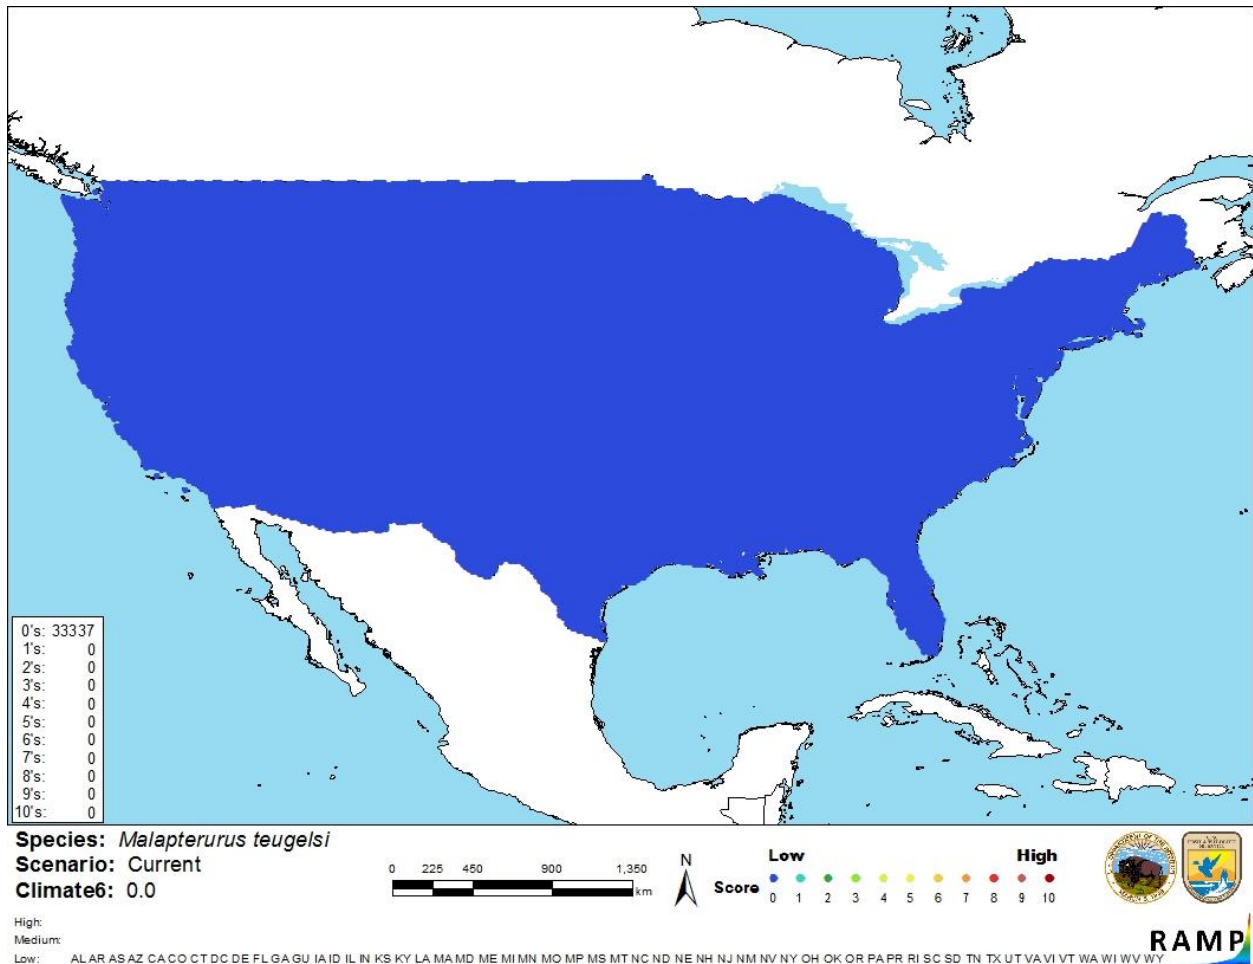 0's: 33337
1's: 0
2's: 0
3's: 0
4's: 0
5's: 0
6's: 0
7's: 0
8's: 0
9's: 0
10's: 0
Species: Malapterurus teugelsi
Scenario: Current
Climate6: 0.0
0 225 450 900 1,350
km
N
Low High
Score 0 1 2 3 4 5 6 7 8 9 10
RAMP
High:
Medium:
Low: AL AR AS AZ CA CO CT DC DE FL GA GU IA ID IL IN KS KY LA MA MD ME MI MN MO MP MS MT NC ND NE NH NJ NM NV NY OH OK OR PA PR RI SC SD TN TX UT VA VI VT WA WI WV WY